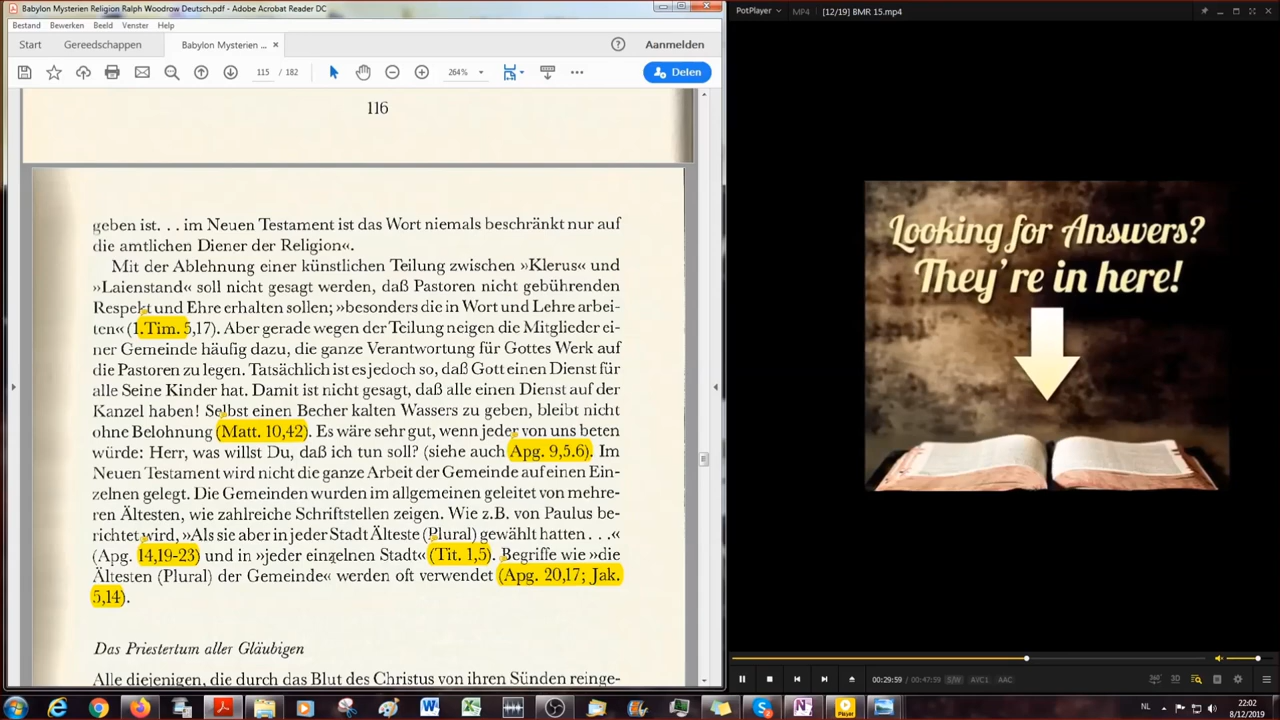 Babylon Mysterien Religion Ralph Woodrow Deutsch.pdf - Adobe Acrobat Reader DC
Bestand Bewerken Beeld Venster Help
Start Gereedschappen Babylon Mysterien ... × Aanmelden
115 / 182 264% Delen
116
geben ist. . . im Neuen Testament ist das Wort niemals beschränkt nur auf
die amtlichen Diener der Religion«.
Mit der Ablehnung einer künstlichen Teilung zwischen »Klerus« und
»Laienstand« soll nicht gesagt werden, daß Pastoren nicht gebührenden
Respekt und Ehre erhalten sollen; »besonders die in Wort und Lehre arbei-
ten« (1.Tim. 5,17). Aber gerade wegen der Teilung neigen die Mitglieder ei-
ner Gemeinde häufig dazu, die ganze Verantwortung für Gottes Werk auf
die Pastoren zu legen. Tatsächlich ist es jedoch so, daß Gott einen Dienst für
alle Seine Kinder hat. Damit ist nicht gesagt, daß alle einen Dienst auf der
Kanzel haben! Selbst einen Becher kalten Wassers zu geben, bleibt nicht
ohne Belohnung (Matt. 10,42). Es wäre sehr gut, wenn jeder von uns beten
würde: Herr, was willst Du, daß ich tun soll? (siehe auch Apg. 9,5.6). Im
Neuen Testament wird nicht die ganze Arbeit der Gemeinde auf einen Ein-
zelnen gelegt. Die Gemeinden wurden im allgemeinen geleitet von mehre-
ren Ältesten, wie zahlreiche Schriftstellen zeigen. Wie z.B. von Paulus be-
richtet wird, »Als sie aber in jeder Stadt Älteste (Plural) gewählt hatten . . .«
(Apg. 14,19-23) und in »jeder einzelnen Stadt« (Tit. 1,5). Begriffe wie »die
Ältesten (Plural) der Gemeinde« werden oft verwendet (Apg. 20,17; Jak.
5,14).
Das Priestertum aller Gläubigen
Alle diejenigen, die durch das Blut des Christus von ihren Sünden reinge-
PotPlayer MP4 [12/19] BMR 15.mp4
Looking for Answers?
They're in here!
00:29:59 / 00:47:59 S/W AVC1 AAC 3D
NL 22:02
8/12/2019